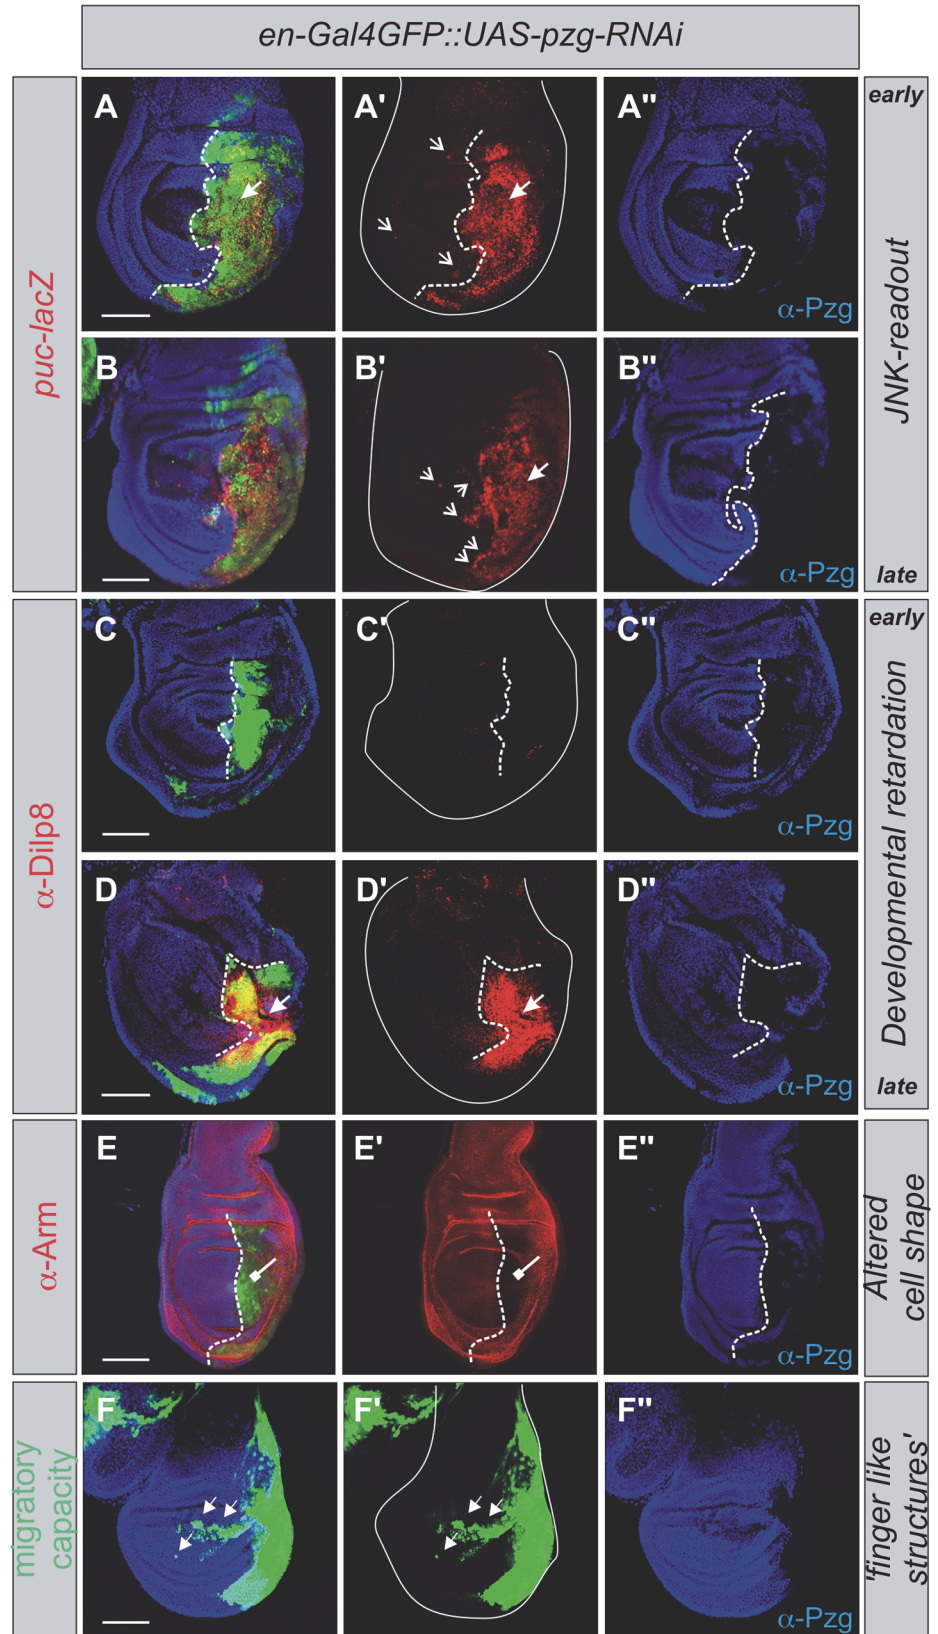 en-Gal4GFP::UAS-pzg-RNAi
puc-lacZ
A
A'
A''
α-Pzg
early
JNK-readout
B
B'
B''
α-Pzg
late
α-Dilp8
C
C'
C''
α-Pzg
early
Developmental retardation
D
D'
D''
α-Pzg
late
α-Arm
E
E'
E''
α-Pzg
Altered
cell shape
migratory
capacity
F
F'
F''
α-Pzg
'finger like
structures'